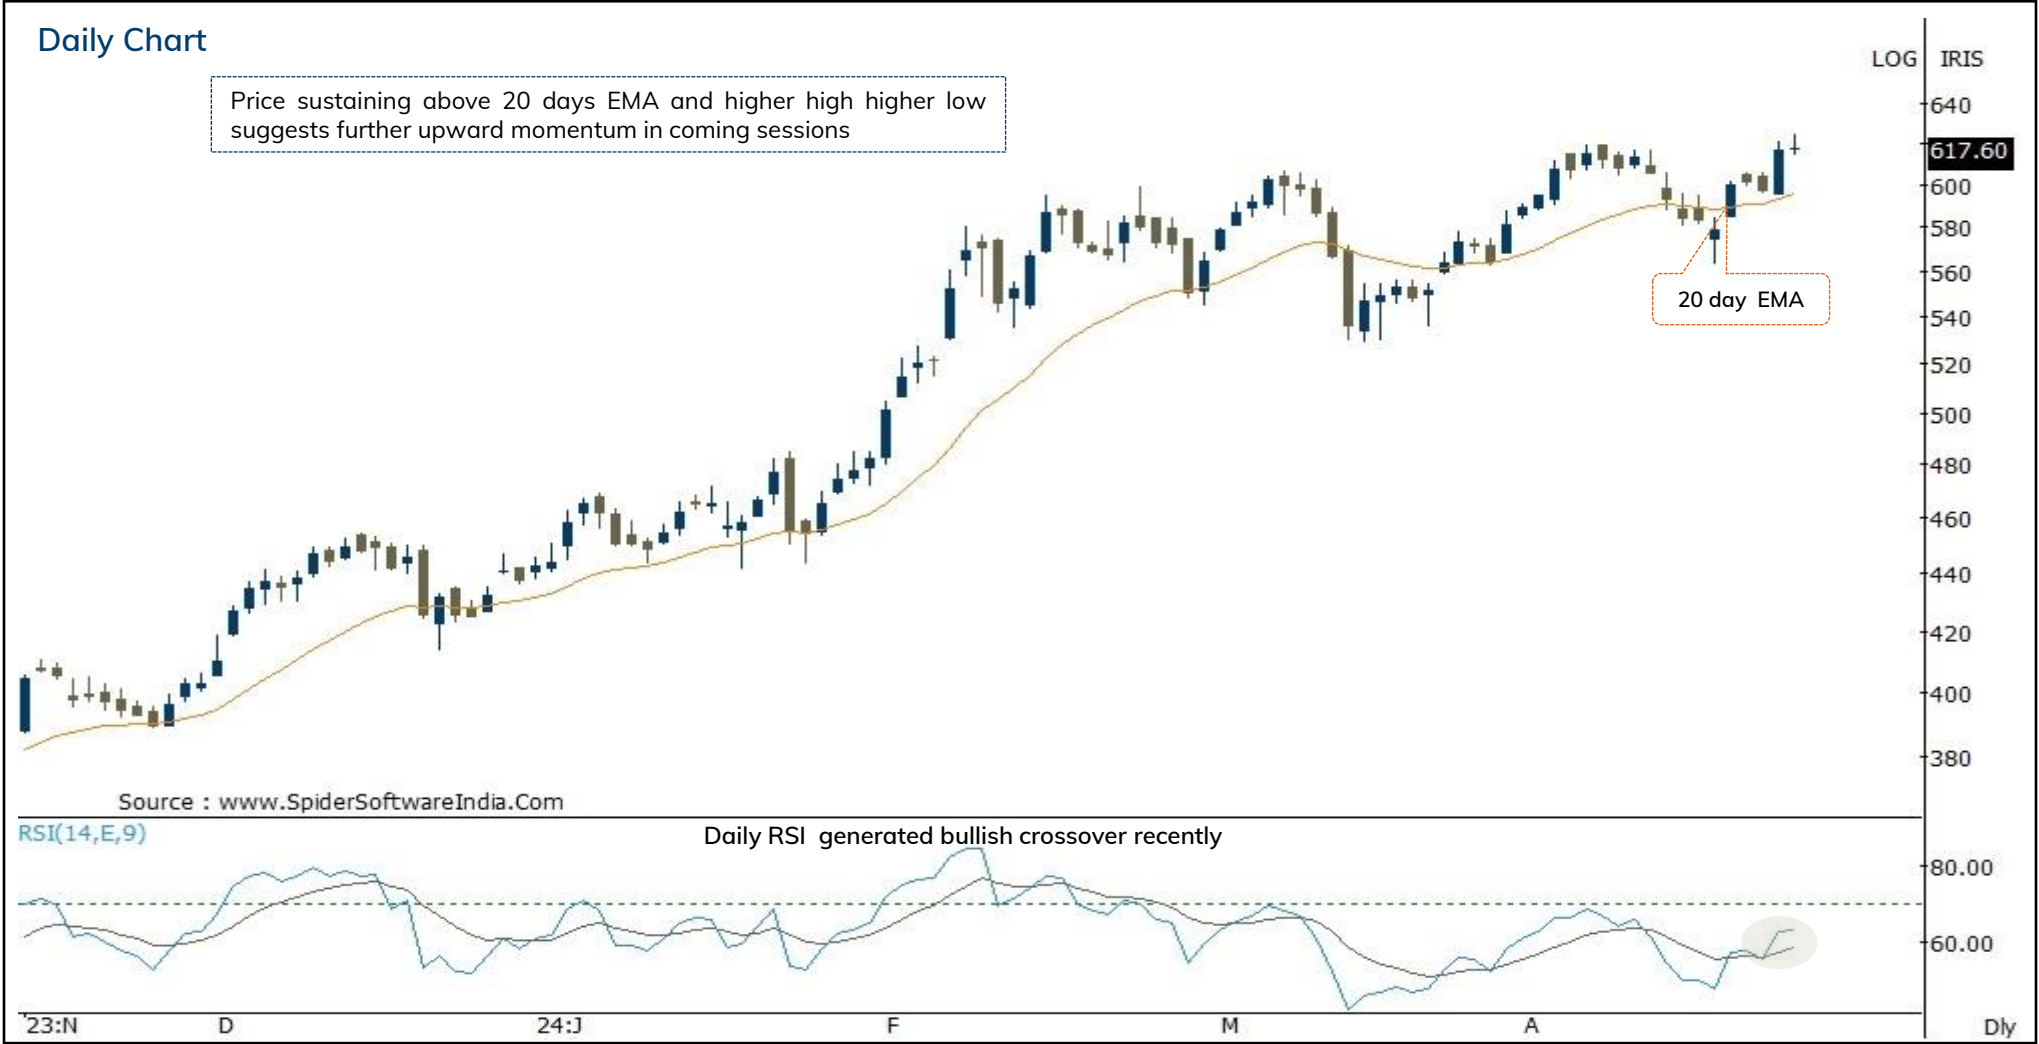 Daily Chart
LOG IRIS
Price sustaining above 20 days EMA and higher high higher low
suggests further upward momentum in coming sessions
640
617.60
600
580
560
20 day EMA
540
520
500
480
460
440
420
400
380
Source : www.SpiderSoftwareIndia.Com
RSI(14,E,9)
Daily RSI generated bullish crossover recently
80.00
60.00
'23:N D 24:J F M A Dly